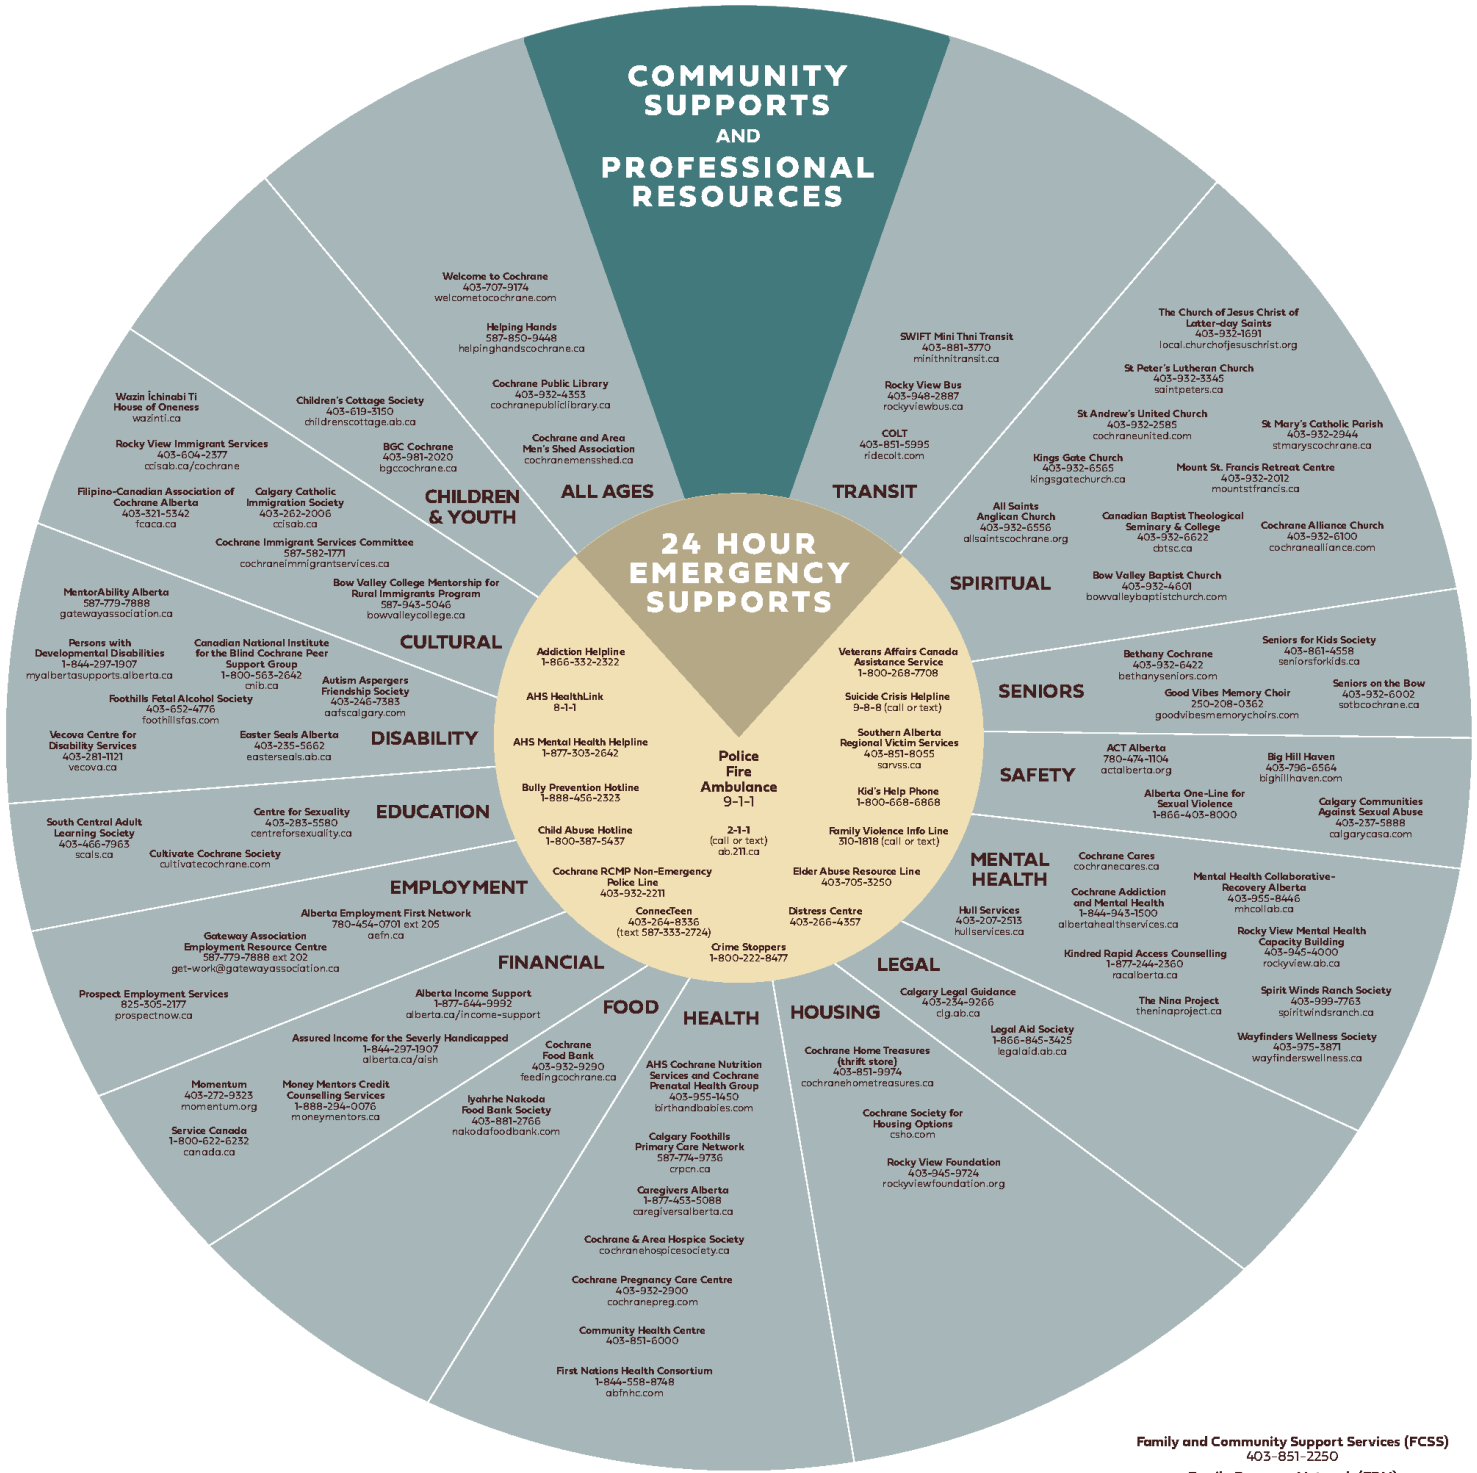 COMMUNITY
SUPPORTS
AND
PROFESSIONAL
RESOURCES
TRANSIT
SWIFT Mini Thni Transit
403-881-3770
minithnitransit.ca
Rocky View Bus
403-948-2887
rockyviewbus.ca
COLT
403-851-5995
ridecolt.com
SPIRITUAL
The Church of Jesus Christ of
Latter-day Saints
403-932-1691
local.churchofjesuschrist.org
St Peter's Lutheran Church
403-932-3345
saintpeters.ca
St Andrew's United Church
403-932-2585
cochraneunited.com
St Mary's Catholic Parish
403-932-2944
stmaryscochrane.ca
Kings Gate Church
403-932-6565
kingsgatechurch.ca
Mount St. Francis Retreat Centre
403-932-2012
mountstfrancis.ca
All Saints
Anglican Church
403-932-6556
allsaintscochrane.org
Canadian Baptist Theological
Seminary & College
403-932-6622
cbtsc.ca
Cochrane Alliance Church
403-932-6100
cochranealliance.com
Bow Valley Baptist Church
403-932-4601
bowvalleybaptistchurch.com
SENIORS
Bethany Cochrane
403-932-6422
bethanyseniors.com
Seniors for Kids Society
403-861-4558
seniorsforkids.ca
Good Vibes Memory Choir
250-208-0362
goodvibesmemorychoirs.com
Seniors on the Bow
403-932-6002
sotbcochrane.ca
SAFETY
ACT Alberta
780-474-1104
actalberta.org
Big Hill Haven
403-796-6564
bighillhaven.com
Alberta One-Line for
Sexual Violence
1-866-403-8000
Calgary Communities
Against Sexual Abuse
403-237-5888
calgarycasa.com
MENTAL
HEALTH
Cochrane Cares
cochranecares.ca
Hull Services
403-207-2513
hullservices.ca
Cochrane Addiction
and Mental Health
1-844-943-1500
albertahealthservices.ca
Mental Health Collaborative-
Recovery Alberta
403-955-8446
mhcollab.ca
Kindred Rapid Access Counselling
1-877-244-2360
racalberta.ca
Rocky View Mental Health
Capacity Building
403-945-4000
rockyview.ab.ca
The Nina Project
theninaproject.ca
Spirit Winds Ranch Society
403-999-7763
spiritwindsranch.ca
Wayfinders Wellness Society
403-975-3871
wayfinderswellness.ca
LEGAL
Calgary Legal Guidance
403-234-9266
clg.ab.ca
Legal Aid Society
1-866-845-3425
legalaid.ab.ca
HOUSING
Cochrane Home Treasures
(thrift store)
403-851-9974
cochranehometreasures.ca
Cochrane Society for
Housing Options
csho.com
Rocky View Foundation
403-945-9724
rockyviewfoundation.org
HEALTH
AHS Cochrane Nutrition
Services and Cochrane
Prenatal Health Group
403-955-1450
birthandbabies.com
Calgary Foothills
Primary Care Network
587-774-9736
crpcn.ca
Caregivers Alberta
1-877-453-5088
caregiversalberta.ca
Cochrane & Area Hospice Society
cochranehospicesociety.ca
Cochrane Pregnancy Care Centre
403-932-2900
cochranepreg.com
Community Health Centre
403-851-6000
First Nations Health Consortium
1-844-558-8748
abfnhc.com
FOOD
Cochrane
Food Bank
403-932-9290
feedingcochrane.ca
Iyahrhe Nakoda
Food Bank Society
403-881-2766
nakodafoodbank.com
FINANCIAL
Alberta Income Support
1-877-644-9992
alberta.ca/income-support
Assured Income for the Severly Handicapped
1-844-297-1907
alberta.ca/aish
Momentum
403-272-9323
momentum.org
Money Mentors Credit
Counselling Services
1-888-294-0076
moneymentors.ca
Service Canada
1-800-622-6232
canada.ca
EMPLOYMENT
Alberta Employment First Network
780-454-0701 ext 205
aefn.ca
Gateway Association
Employment Resource Centre
587-779-7888 ext 202
get-work@gatewayassociation.ca
Prospect Employment Services
825-305-2177
prospectnow.ca
EDUCATION
Centre for Sexuality
403-283-5580
centreforsexuality.ca
South Central Adult
Learning Society
403-466-7963
scals.ca
Cultivate Cochrane Society
cultivatecochrane.com
DISABILITY
MentorAbility Alberta
587-779-7888
gatewayassociation.ca
Persons with
Developmental Disabilities
1-844-297-1907
myalbertasupports.alberta.ca
Canadian National Institute
for the Blind Cochrane Peer
Support Group
1-800-563-2642
cnib.ca
Autism Aspergers
Friendship Society
403-246-7383
aafscalgary.com
Foothills Fetal Alcohol Society
403-652-4776
foothillsfas.com
Vecova Centre for
Disability Services
403-281-1121
vecova.ca
Easter Seals Alberta
403-235-5662
easterseals.ab.ca
CULTURAL
Wazin Îchinabi Ti
House of Oneness
wazinti.ca
Rocky View Immigrant Services
403-604-2377
ccisab.ca/cochrane
Filipino-Canadian Association of
Cochrane Alberta
403-321-5342
fcaca.ca
Calgary Catholic
Immigration Society
403-262-2006
ccisab.ca
Cochrane Immigrant Services Committee
587-582-1771
cochraneimmigrantservices.ca
Bow Valley College Mentorship for
Rural Immigrants Program
587-943-5046
bowvalleycollege.ca
CHILDREN
& YOUTH
Children's Cottage Society
403-619-3150
childrenscottage.ab.ca
BGC Cochrane
403-981-2020
bgccochrane.ca
ALL AGES
Welcome to Cochrane
403-707-9174
welcometocochrane.com
Helping Hands
587-850-9448
helpinghandscochrane.ca
Cochrane Public Library
403-932-4353
cochranepubliclibrary.ca
Cochrane and Area
Men's Shed Association
cochranemensshed.ca
24 HOUR
EMERGENCY
SUPPORTS
Police
Fire
Ambulance
9-1-1
2-1-1
(call or text)
ab.211.ca
Addiction Helpline
1-866-332-2322
AHS HealthLink
8-1-1
AHS Mental Health Helpline
1-877-303-2642
Bully Prevention Hotline
1-888-456-2323
Child Abuse Hotline
1-800-387-5437
Cochrane RCMP Non-Emergency
Police Line
403-932-2211
ConnecTeen
403-264-8336
(text 587-333-2724)
Crime Stoppers
1-800-222-8477
Distress Centre
403-266-4357
Elder Abuse Resource Line
403-705-3250
Family Violence Info Line
310-1818 (call or text)
Kid's Help Phone
1-800-668-6868
Southern Alberta
Regional Victim Services
403-851-8055
sarvss.ca
Suicide Crisis Helpline
9-8-8 (call or text)
Veterans Affairs Canada
Assistance Service
1-800-268-7708
Family and Community Support Services (FCSS)
403-851-2250